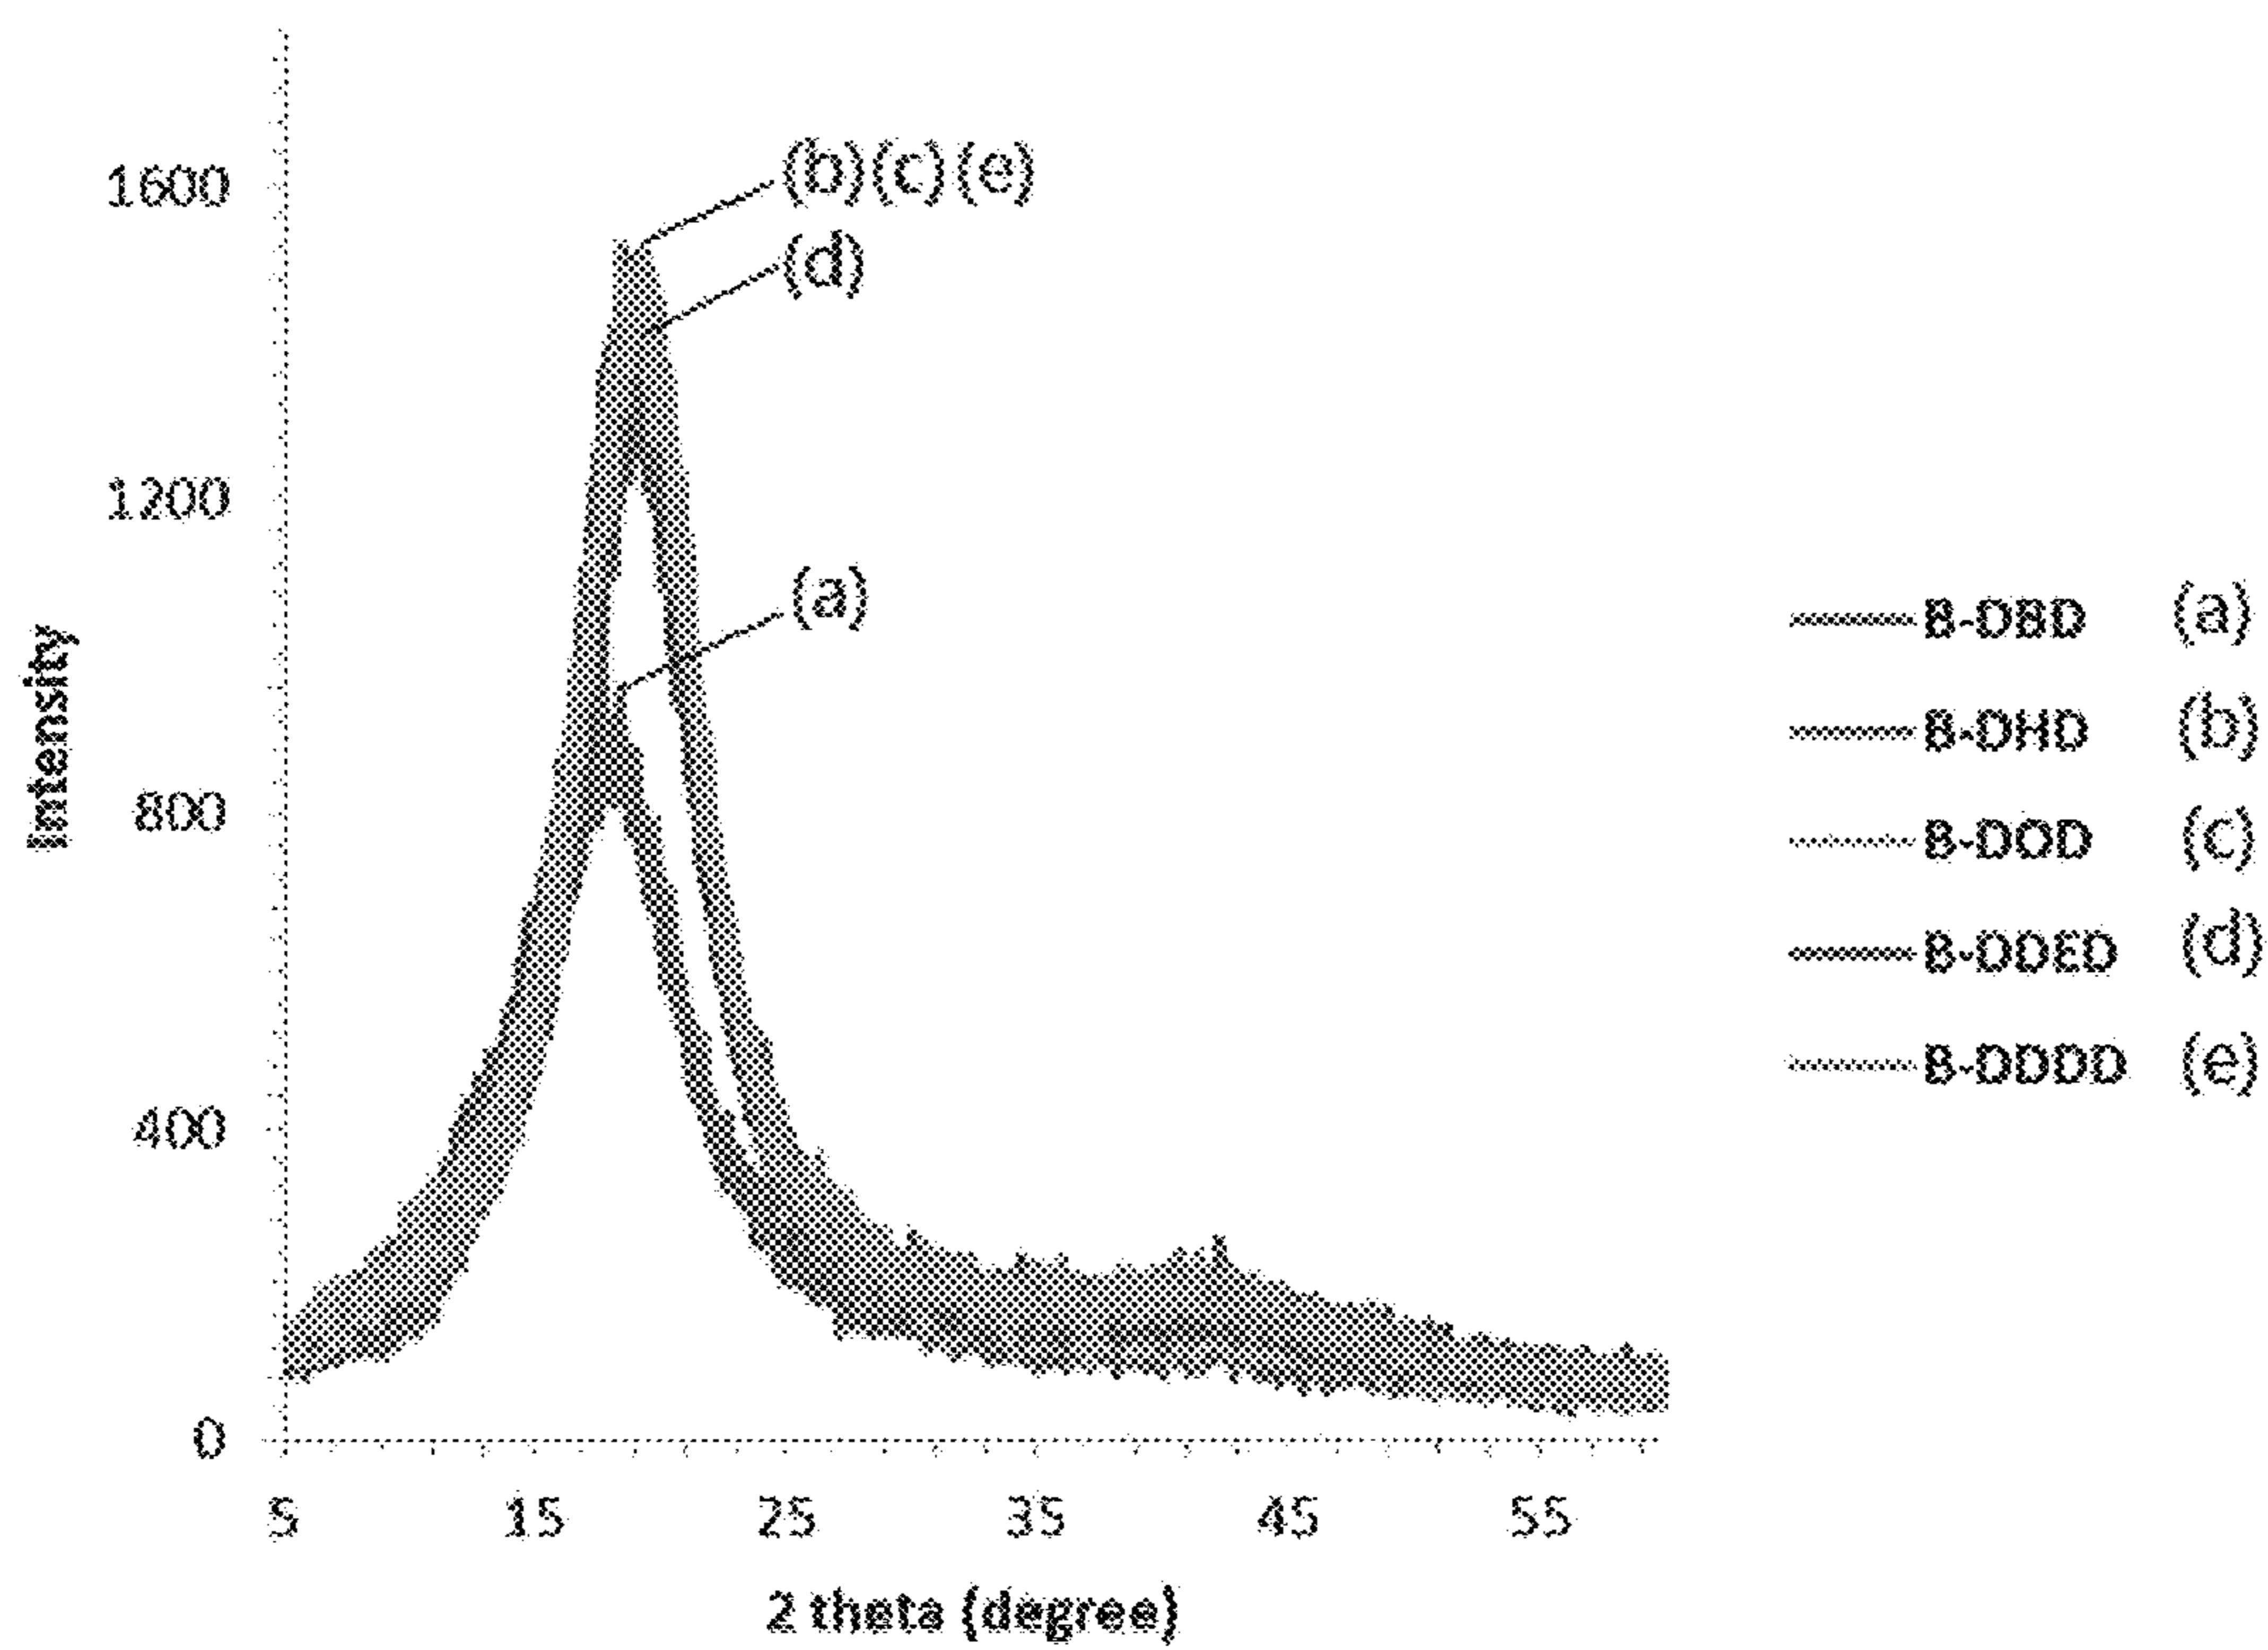 1600
1200
800
400
0
Intensity
(b)(c)(e)
(d)
(a)
B-DBD (a)
B-DHD (b)
B-DOD (c)
B-DDED (d)
B-DDDD (e)
5 15 25 35 45 55
2 theta (degree)